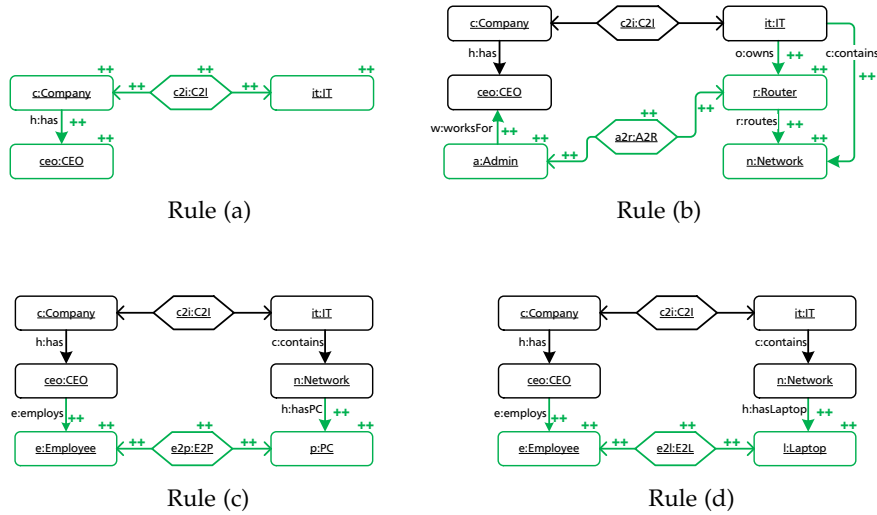 ++ ++ ++
c:Company ++ c2i:C2I ++ it:IT
h:has ++
++
ceo:CEO
Rule (a)
c:Company c2i:C2I it:IT
h:has o:owns ++ c:contains
++ ++
ceo:CEO r:Router
w:worksFor ++ ++ ++ r:routes ++
++ a2r:A2R ++
a:Admin ++ n:Network
Rule (b)
c:Company c2i:C2I it:IT
h:has c:contains
ceo:CEO n:Network
e:employs ++ h:hasPC ++
++ ++ ++
e:Employee ++ e2p:E2P ++ p:PC
Rule (c)
c:Company c2i:C2I it:IT
h:has c:contains
ceo:CEO n:Network
e:employs ++ h:hasLaptop ++
++ ++ ++
e:Employee ++ e2l:E2L ++ l:Laptop
Rule (d)